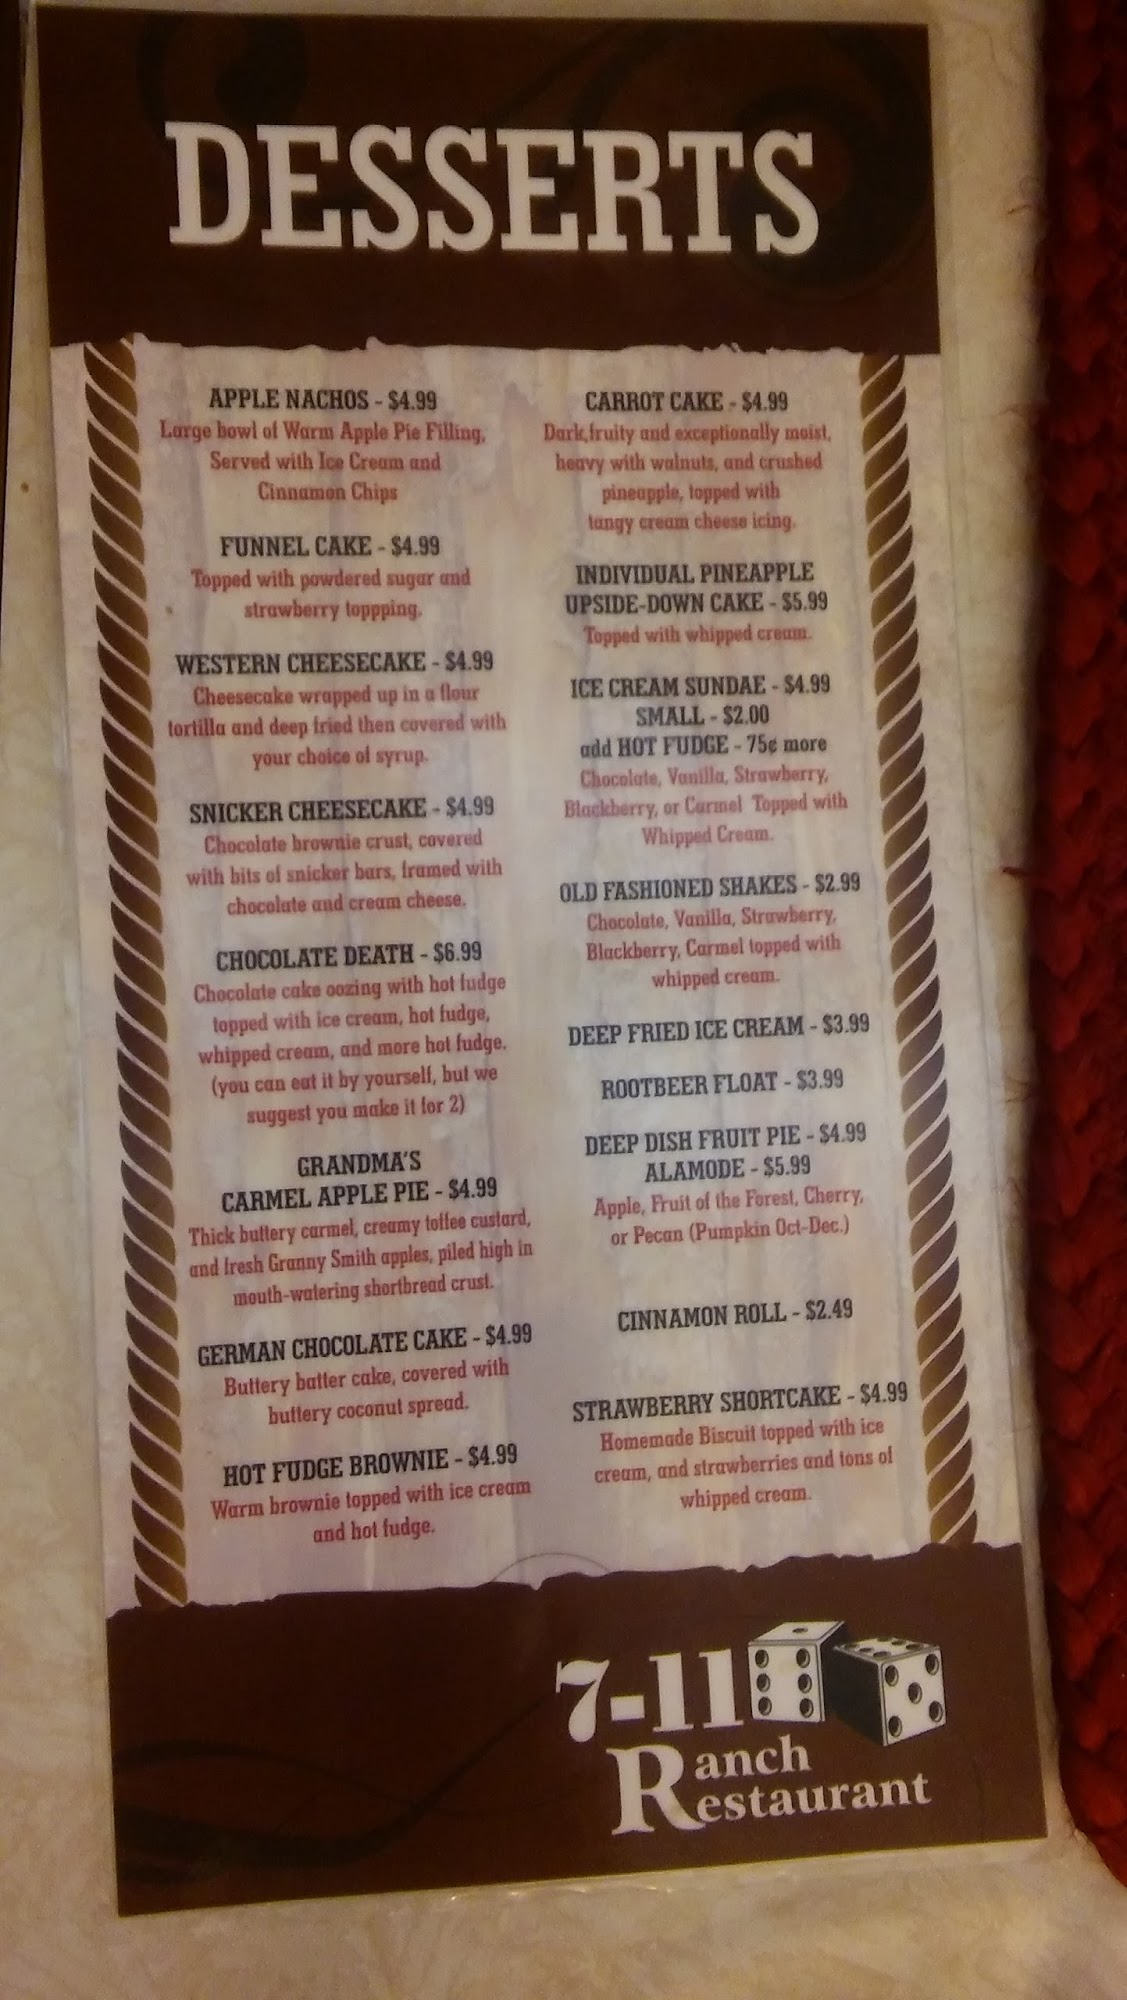 DESSERTS
APPLE NACHOS - $4.99
Large bowl of Warm Apple Pie Filling,
Served with Ice Cream and
Cinnamon Chips
FUNNEL CAKE - $4.99
Topped with powdered sugar and
strawberry toppping.
WESTERN CHEESECAKE - $4.99
Cheesecake wrapped up in a flour
tortilla and deep fried then covered with
your choice of syrup.
SNICKER CHEESECAKE - $4.99
Chocolate brownie crust, covered
with bits of snicker bars, framed with
chocolate and cream cheese.
CHOCOLATE DEATH - $6.99
Chocolate cake oozing with hot fudge
topped with ice cream, hot fudge,
whipped cream, and more hot fudge.
(you can eat it by yourself, but we
suggest you make it for 2)
GRANDMA'S
CARMEL APPLE PIE - $4.99
Thick buttery carmel, creamy toffee custard,
and fresh Granny Smith apples, piled high in
mouth-watering shortbread crust.
GERMAN CHOCOLATE CAKE - $4.99
Buttery batter cake, covered with
buttery coconut spread.
HOT FUDGE BROWNIE - $4.99
Warm brownie topped with ice cream
and hot fudge.
CARROT CAKE - $4.99
Dark,fruity and exceptionally moist,
heavy with walnuts, and crushed
pineapple, topped with
tangy cream cheese icing.
INDIVIDUAL PINEAPPLE
UPSIDE-DOWN CAKE - $5.99
Topped with whipped cream.
ICE CREAM SUNDAE - $4.99
SMALL - $2.00
add HOT FUDGE - 75¢ more
Chocolate, Vanilla, Strawberry,
Blackberry, or Carmel Topped with
Whipped Cream.
OLD FASHIONED SHAKES - $2.99
Chocolate, Vanilla, Strawberry,
Blackberry, Carmel topped with
whipped cream.
DEEP FRIED ICE CREAM - $3.99
ROOTBEER FLOAT - $3.99
DEEP DISH FRUIT PIE - $4.99
ALAMODE - $5.99
Apple, Fruit of the Forest, Cherry,
or Pecan (Pumpkin Oct-Dec.)
CINNAMON ROLL - $2.49
STRAWBERRY SHORTCAKE - $4.99
Homemade Biscuit topped with ice
cream, and strawberries and tons of
whipped cream.
7-11
Ranch
Restaurant